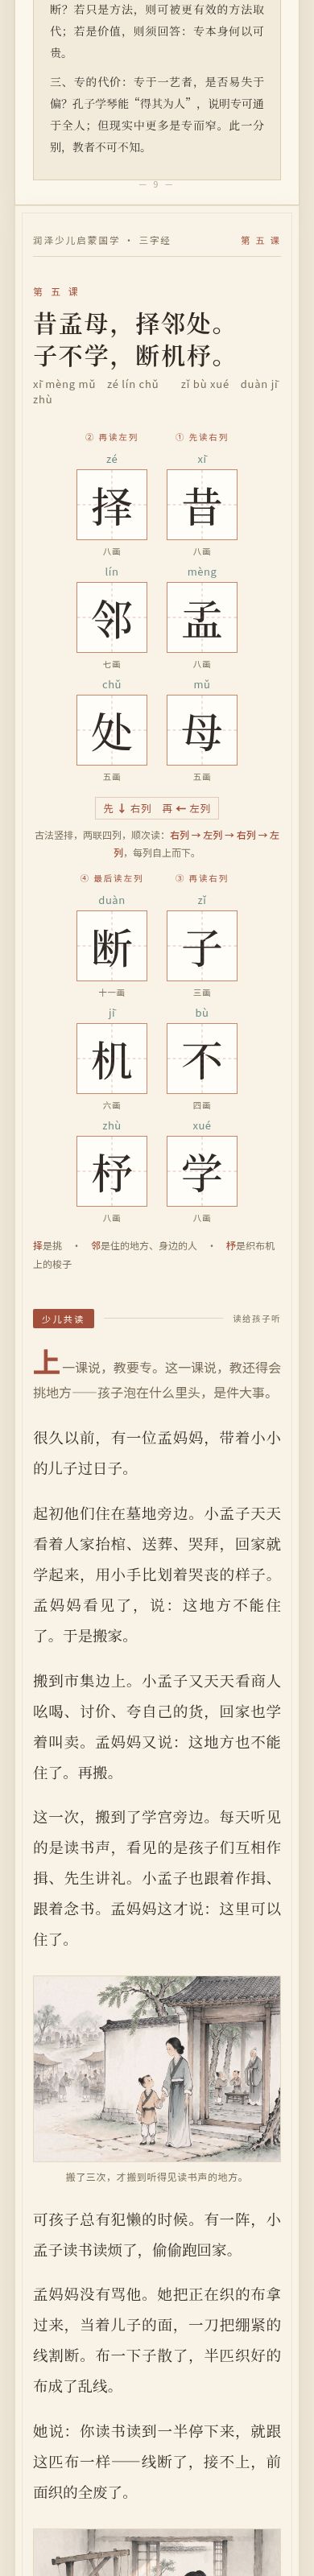 断？若只是方法，则可被更有效的方法取
代；若是价值，则须回答：专本身何以可
贵。
三、专的代价：专于一艺者，是否易失于
偏？孔子学琴能“得其为人”，说明专可通
于全人；但现实中更多是专而窄。此一分
别，教者不可不知。
— 9 —
润泽少儿启蒙国学 · 三字经 第五课
第五课
昔孟母，择邻处。
子不学，断机杼。
xī mèng mǔ zé lín chǔ zǐ bù xué duàn jī
zhù
② 再读左列 ① 先读右列
zé xī
择 昔
八画 八画
lín mèng
邻 孟
七画 八画
chǔ mǔ
处 母
五画 五画
先 ↓ 右列 再 ← 左列
古法竖排，两联四列，顺次读：右列 → 左列 → 右列 → 左
列，每列自上而下。
④ 最后读左列 ③ 再读右列
duàn zǐ
断 子
十一画 三画
jī bù
机 不
六画 四画
zhù xué
杼 学
八画 八画
择是挑 · 邻是住的地方、身边的人 · 杼是织布机
上的梭子
少儿共读 读给孩子听
上一课说，教要专。这一课说，教还得会
挑地方——孩子泡在什么里头，是件大事。
很久以前，有一位孟妈妈，带着小小
的儿子过日子。
起初他们住在墓地旁边。小孟子天天
看着人家抬棺、送葬、哭拜，回家就
学起来，用小手比划着哭丧的样子。
孟妈妈看见了，说：这地方不能住
了。于是搬家。
搬到市集边上。小孟子又天天看商人
吆喝、讨价、夸自己的货，回家也学
着叫卖。孟妈妈又说：这地方也不能
住了。再搬。
这一次，搬到了学宫旁边。每天听见
的是读书声，看见的是孩子们互相作
揖、先生讲礼。小孟子也跟着作揖、
跟着念书。孟妈妈这才说：这里可以
住了。
搬了三次，才搬到听得见读书声的地方。
可孩子总有犯懒的时候。有一阵，小
孟子读书读烦了，偷偷跑回家。
孟妈妈没有骂他。她把正在织的布拿
过来，当着儿子的面，一刀把绷紧的
线割断。布一下子散了，半匹织好的
布成了乱线。
她说：你读书读到一半停下来，就跟
这匹布一样——线断了，接不上，前
面织的全废了。